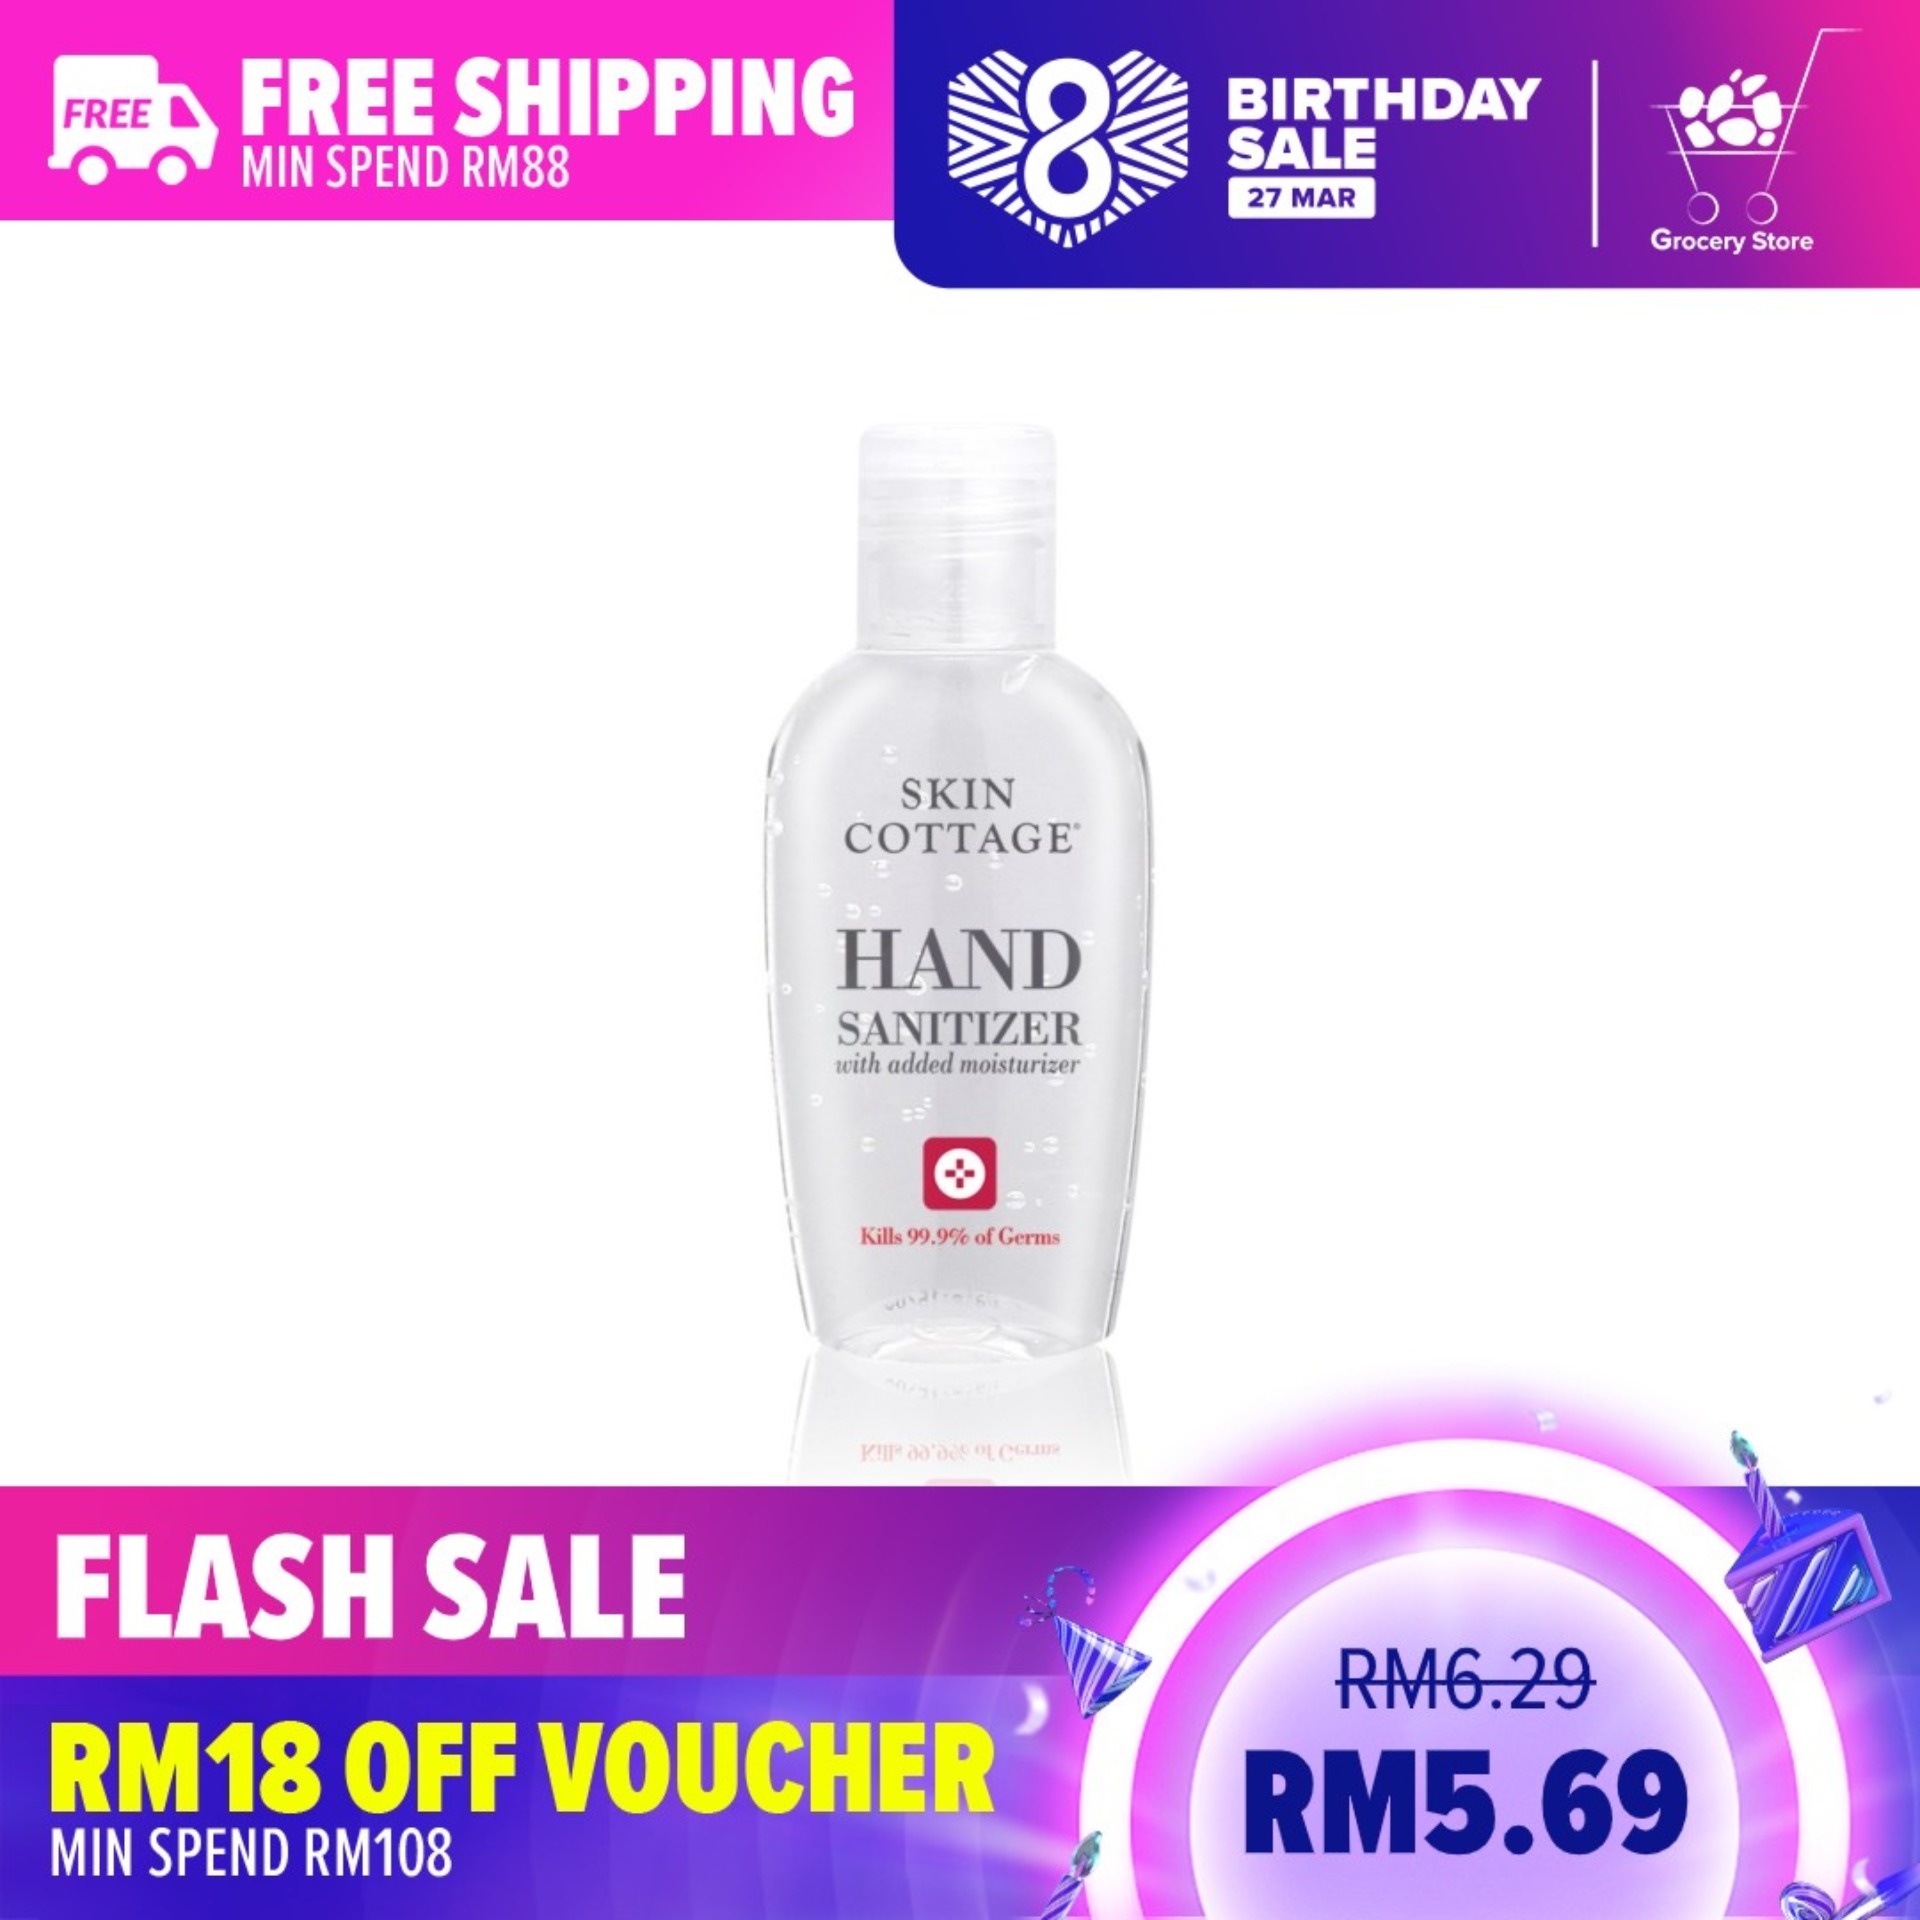 FREE
FREE SHIPPING
MIN SPEND RM88
8
BIRTHDAY
SALE
27 MAR
Grocery Store
SKIN
COTTAGE®
HAND
SANITIZER
with added moisturizer
Kills 99.9% of Germs
FLASH SALE
RM18 OFF VOUCHER
MIN SPEND RM108
RM6.29
RM5.69